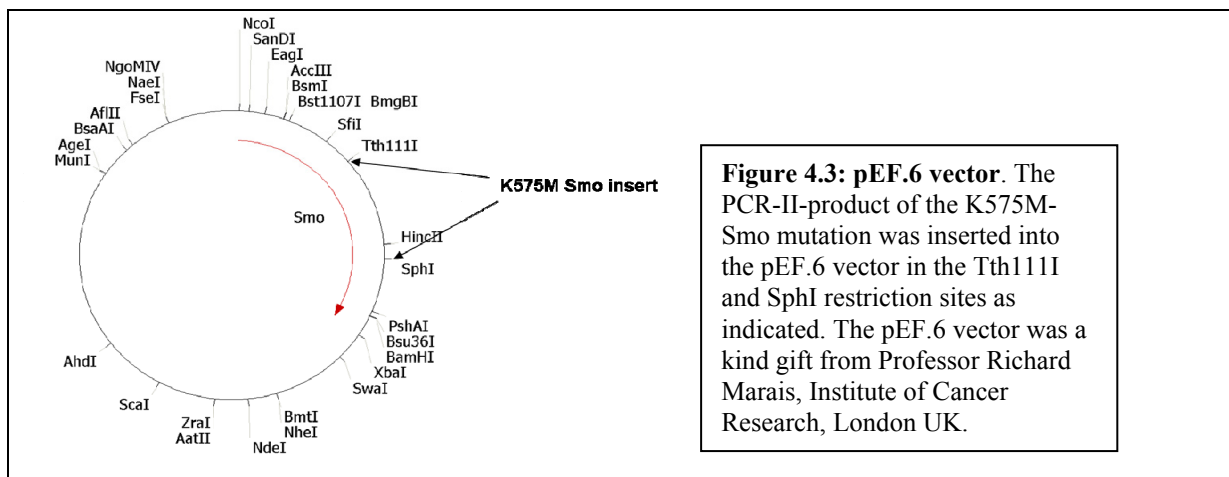 NcoI
SanDI
EagI
AccIII
BsmI
Bst1107I BmgBI
SfiI
Tth111I
NgoMIV
NaeI
FseI
AflII
BsaAI
AgeI
MunI
K575M Smo insert
Smo
HincII
SphI
PshAI
Bsu36I
BamHI
XbaI
SwaI
BmtI
NheI
NdeI
ZraI
AatII
ScaI
AhdI
Figure 4.3: pEF.6 vector. The
PCR-II-product of the K575M-
Smo mutation was inserted into
the pEF.6 vector in the Tth111I
and SphI restriction sites as
indicated. The pEF.6 vector was a
kind gift from Professor Richard
Marais, Institute of Cancer
Research, London UK.